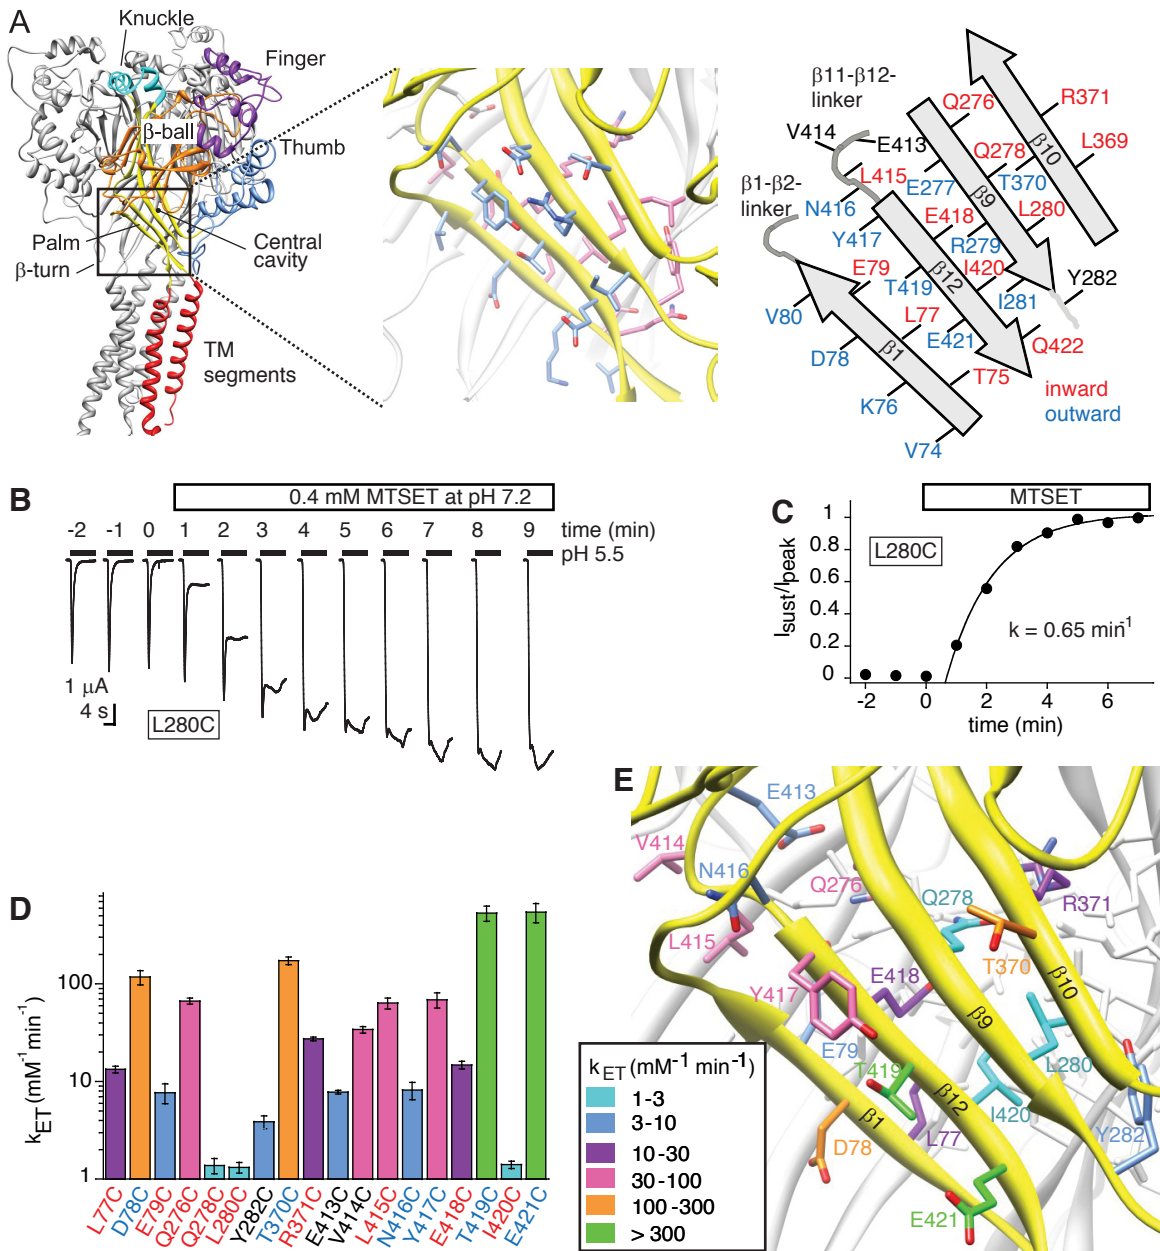 A
Knuckle
Finger
β-ball
Thumb
Palm
β-turn
Central
cavity
TM
segments
β11-β12-
linker
V414
E413
Q276
R371
β10
L369
Q278
L415
E277
T370
β9
β1-β2-
linker
N416
E418
L280
Y417
R279
E79
β12
I420
Y282
T419
I281
V80
L77
Q422
D78
β1
E421
T75
K76
inward
outward
V74
B
0.4 mM MTSET at pH 7.2
-2 -1 0 1 2 3 4 5 6 7 8 9 time (min)
pH 5.5
1 μA
4 s
L280C
C
MTSET
L280C
k = 0.65 min-1
Isust/Ipeak
1
0.8
0.6
0.4
0.2
0
-2 0 2 4 6
time (min)
D
kET (mM-1 min-1)
100
10
1
L77C D78C E79C Q276C Q278C L280C Y282C T370C R371C E413C V414C L415C N416C Y417C E418C T419C I420C E421C
kET (mM-1 min-1)
1-3
3-10
10-30
30-100
100-300
> 300
E
E413
V414
N416
Q276
Q278
R371
L415
T370
E418
Y417
β10
β9
E79
T419
L280
β12
I420
β1
L77
Y282
D78
E421